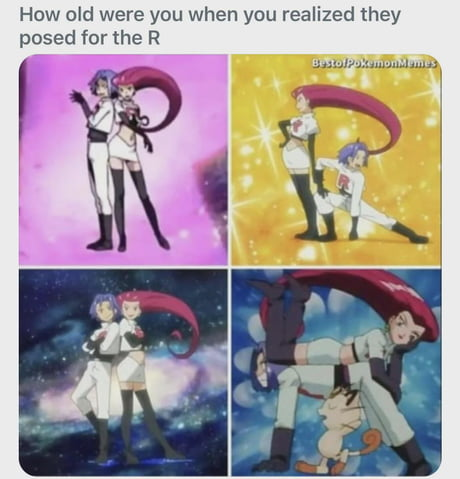 How old were you when you realized they
posed for the R
BestofPokemonMemes
R